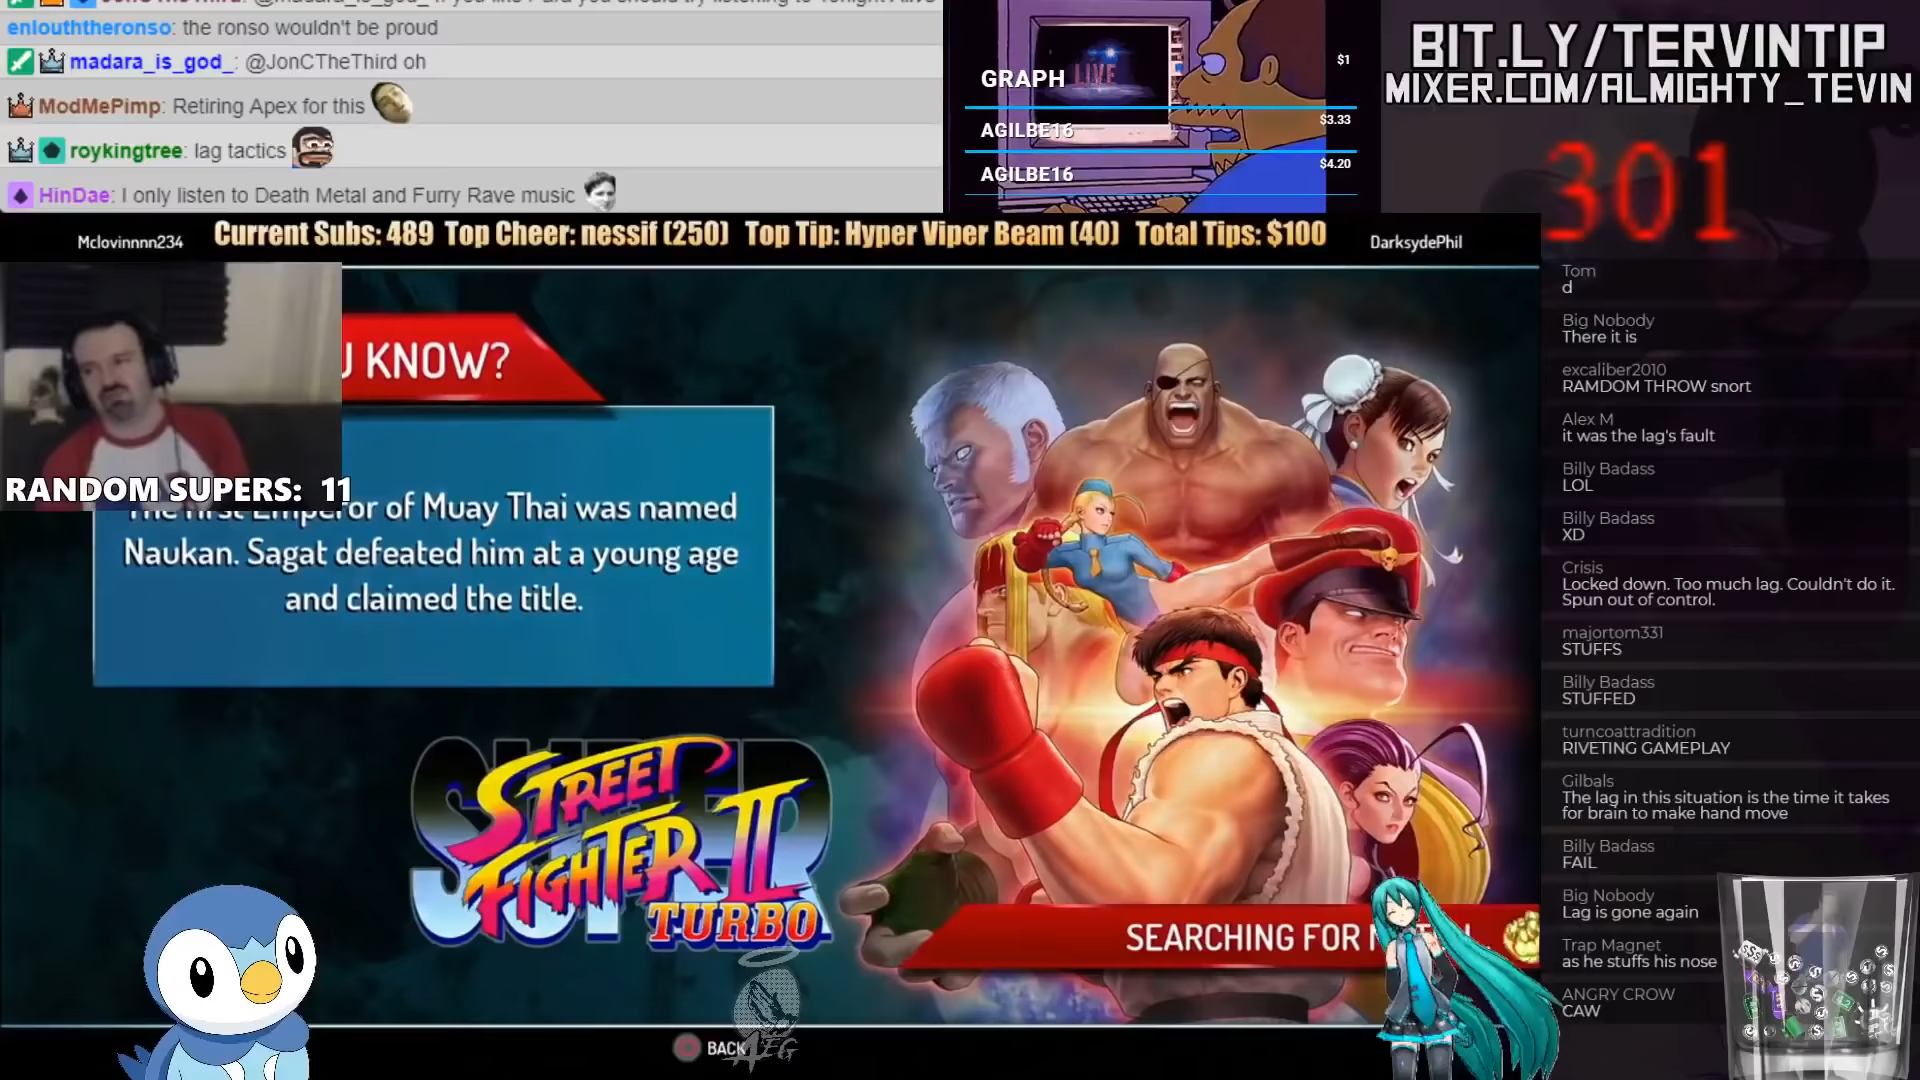 enlouththeronso: the ronso wouldn't be proud
madara_is_god_: @JonCTheThird oh
ModMePimp: Retiring Apex for this
roykingtree: lag tactics
HinDae: I only listen to Death Metal and Furry Rave music
GRAPH LIVE
$1
AGILBE16
$3.33
AGILBE16
$4.20
BIT.LY/TERVINTIP
MIXER.COM/ALMIGHTY_TEVIN
301
Mclovinnnn234
Current Subs: 489 Top Cheer: nessif (250) Top Tip: Hyper Viper Beam (40) Total Tips: $100
DarksydePhil
U KNOW?
RANDOM SUPERS: 11
The first Emperor of Muay Thai was named
Naukan. Sagat defeated him at a young age
and claimed the title.
SUPER
STREET
FIGHTER II
TURBO
SEARCHING FOR
BACK
AFG
Tom
d
Big Nobody
There it is
excaliber2010
RAMDOM THROW snort
Alex M
it was the lag's fault
Billy Badass
LOL
Billy Badass
XD
Crisis
Locked down. Too much lag. Couldn't do it.
Spun out of control.
majortom331
STUFFS
Billy Badass
STUFFED
turncoattradition
RIVETING GAMEPLAY
Gilbals
The lag in this situation is the time it takes
for brain to make hand move
Billy Badass
FAIL
Big Nobody
Lag is gone again
Trap Magnet
as he stuffs his nose
ANGRY CROW
CAW